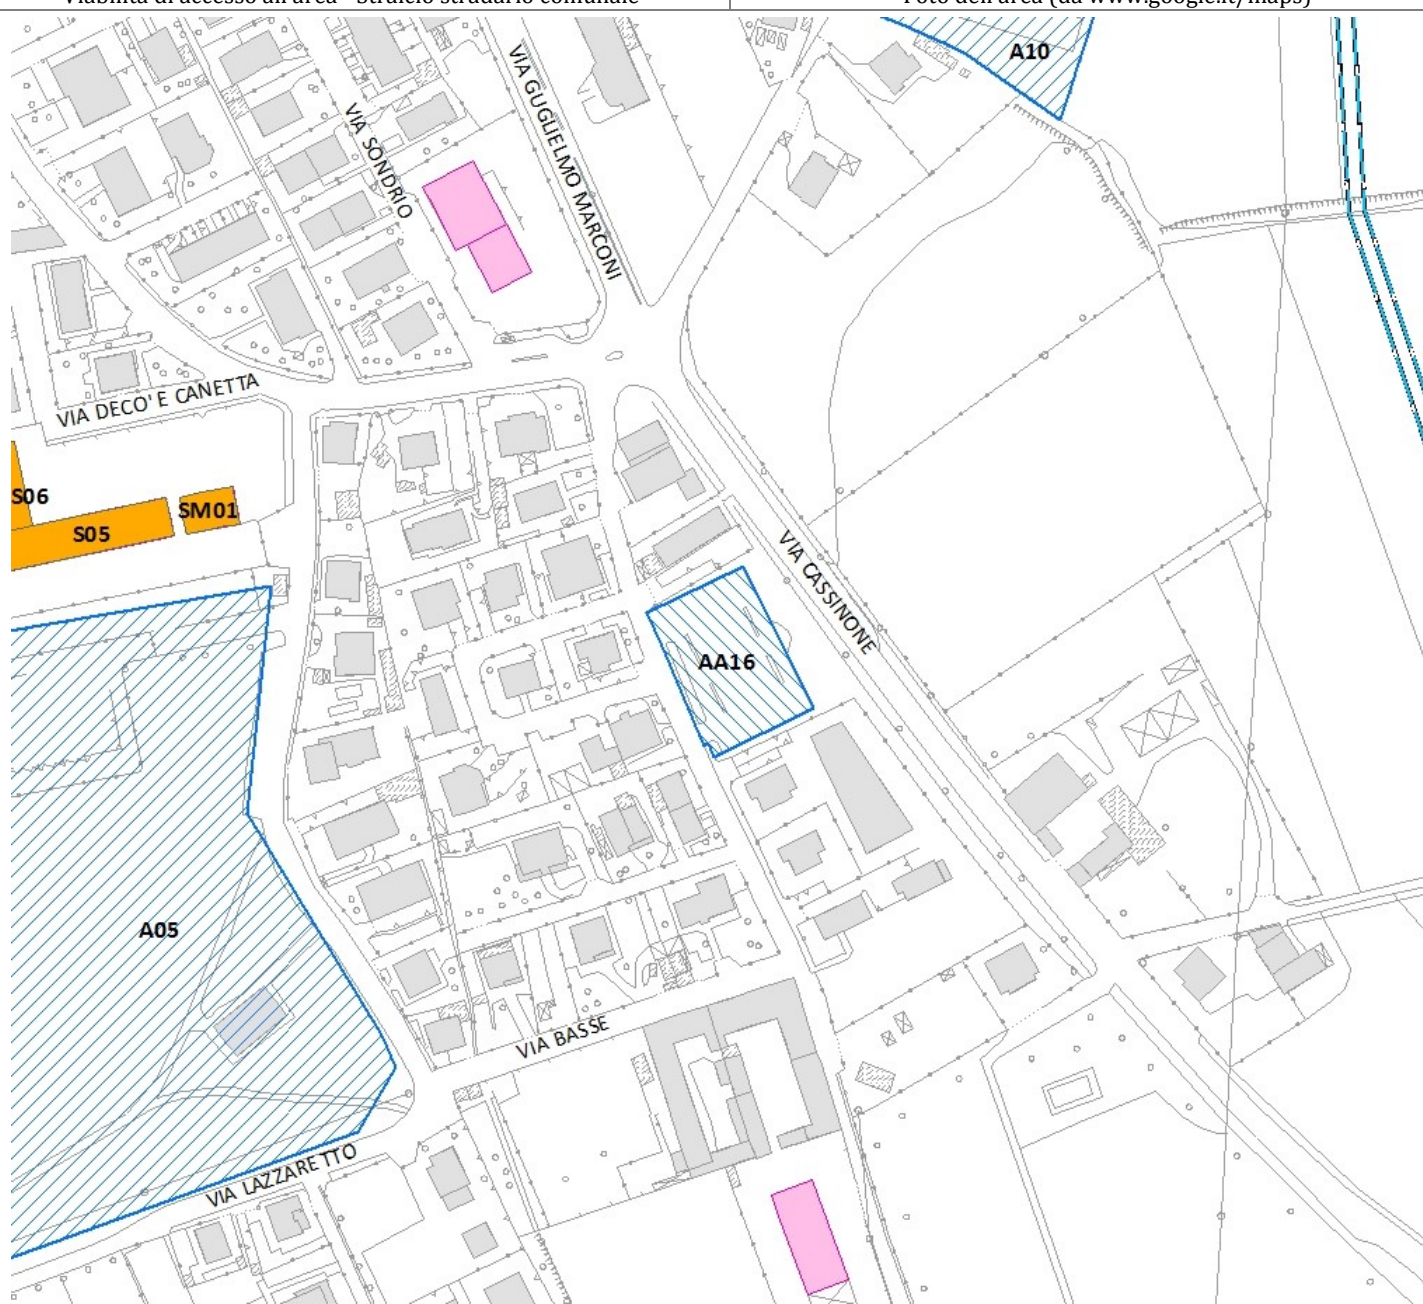 Viabilità di accesso all'area - Stralcio stradario comunale
Foto dell'area (da www.google.it/maps)
A10
VIA GUGLIELMO MARCONI
VIA SONDRIO
VIA DECO' E CANETTA
S06
SM01
S05
VIA CASSINONE
AA16
A05
VIA BASSE
VIA LAZZARETTO